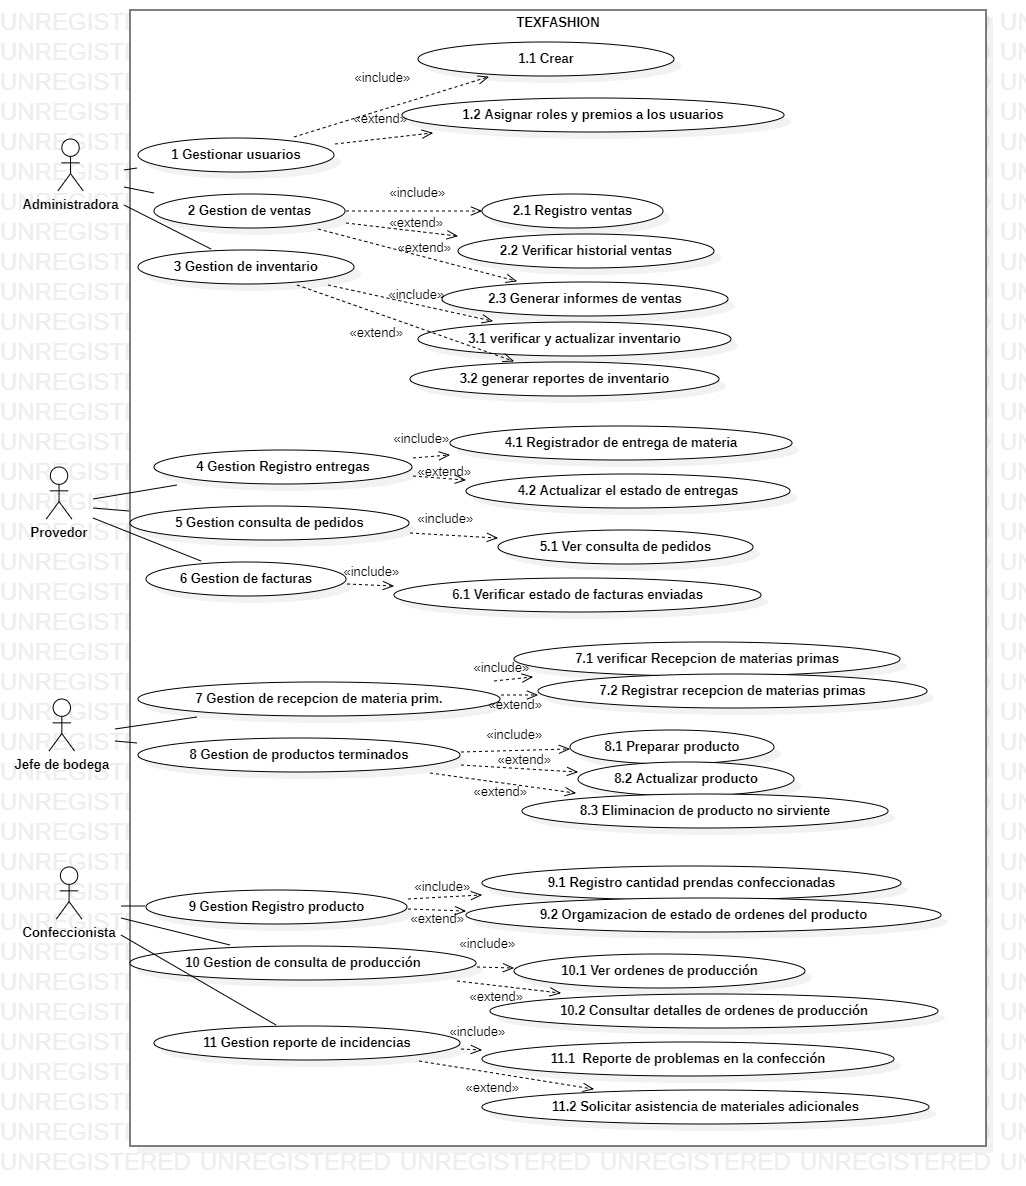 TEXFASHION
1.1 Crear
«include»
«extend»
1.2 Asignar roles y premios a los usuarios
1 Gestionar usuarios
Administradora
«include»
2 Gestion de ventas
2.1 Registro ventas
«extend»
«extend»
2.2 Verificar historial ventas
3 Gestion de inventario
«include»
2.3 Generar informes de ventas
«extend»
3.1 verificar y actualizar inventario
3.2 generar reportes de inventario
«include»
4.1 Registrador de entrega de materia
4 Gestion Registro entregas
«extend»
4.2 Actualizar el estado de entregas
Provedor
5 Gestion consulta de pedidos
«include»
5.1 Ver consulta de pedidos
6 Gestion de facturas
«include»
6.1 Verificar estado de facturas enviadas
7.1 verificar Recepcion de materias primas
«include»
7 Gestion de recepcion de materia prim.
7.2 Registrar recepcion de materias primas
«extend»
Jefe de bodega
«include»
8 Gestion de productos terminados
8.1 Preparar producto
«extend»
8.2 Actualizar producto
«extend»
8.3 Eliminacion de producto no sirviente
«include»
9.1 Registro cantidad prendas confeccionadas
9 Gestion Registro producto
«extend»
9.2 Orgamizacion de estado de ordenes del producto
Confeccionista
«include»
10 Gestion de consulta de producción
10.1 Ver ordenes de producción
«extend»
10.2 Consultar detalles de ordenes de producción
«include»
11 Gestion reporte de incidencias
11.1 Reporte de problemas en la confección
«extend»
11.2 Solicitar asistencia de materiales adicionales
UNREGISTERED UNREGISTERED UNREGISTERED UNREGISTERED UNREGISTERED UN